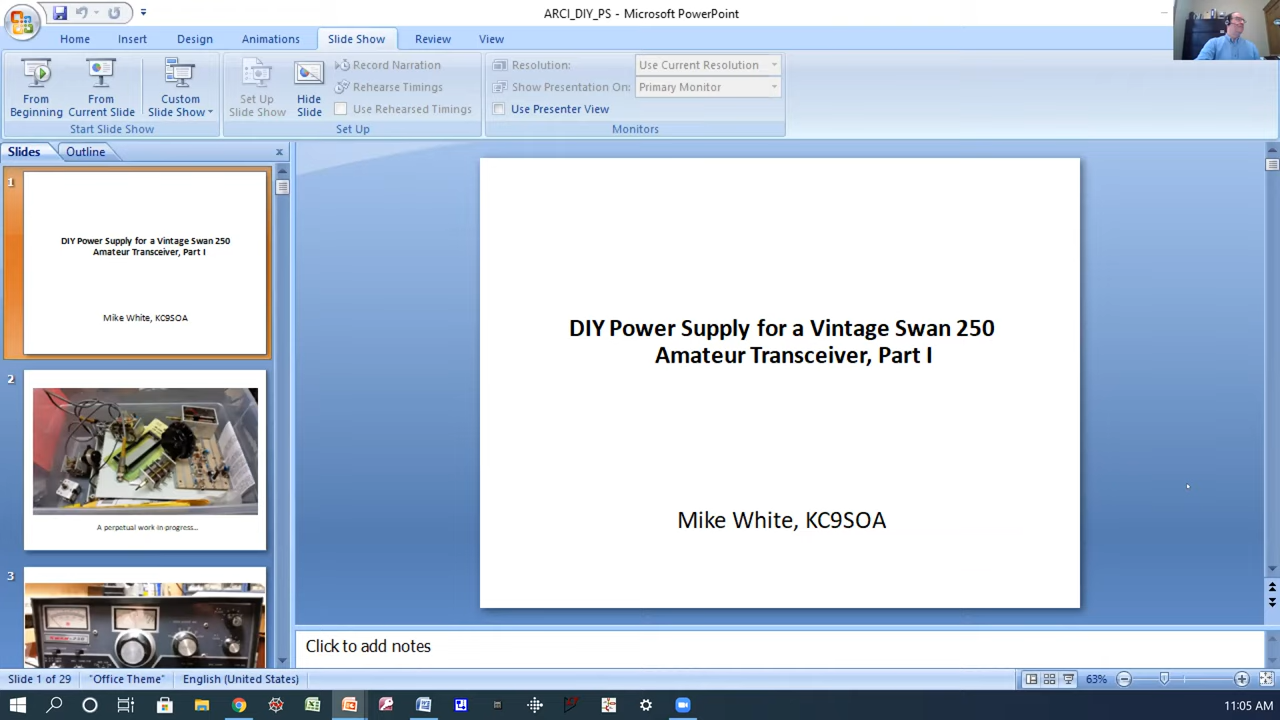 ARCI_DIY_PS - Microsoft PowerPoint
Home Insert Design Animations Slide Show Review View
From Beginning
From Current Slide
Custom Slide Show
Start Slide Show
Set Up Slide Show
Hide Slide
Record Narration
Rehearse Timings
Use Rehearsed Timings
Set Up
Resolution: Use Current Resolution
Show Presentation On: Primary Monitor
Use Presenter View
Monitors
Slides Outline
1
DIY Power Supply for a Vintage Swan 250
Amateur Transceiver, Part I
Mike White, KC9SOA
2
A perpetual work in progress...
3
DIY Power Supply for a Vintage Swan 250
Amateur Transceiver, Part I
Mike White, KC9SOA
Click to add notes
Slide 1 of 29 "Office Theme" English (United States) 63%
11:05 AM